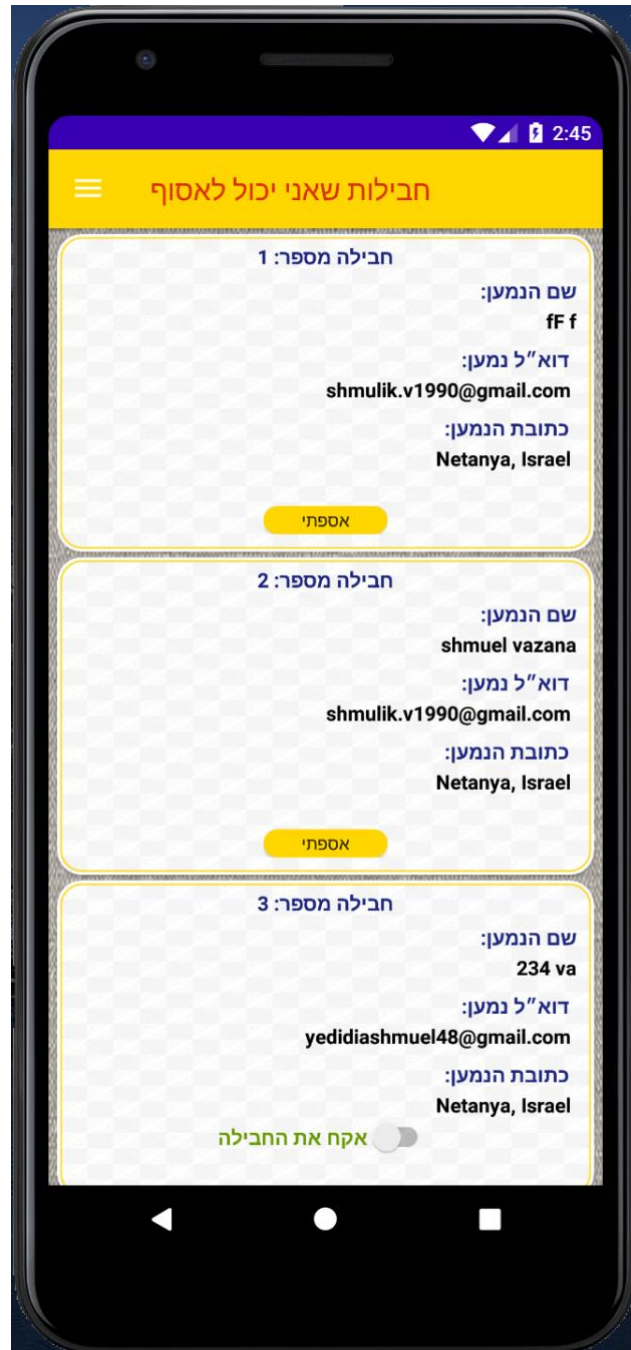 2:45
חבילות שאני יכול לאסוף
חבילה מספר: 1
שם הנמען:
fF f
דוא״ל נמען:
shmulik.v1990@gmail.com
כתובת הנמען:
Netanya, Israel
אספתי
חבילה מספר: 2
שם הנמען:
shmuel vazana
דוא״ל נמען:
shmulik.v1990@gmail.com
כתובת הנמען:
Netanya, Israel
אספתי
חבילה מספר: 3
שם הנמען:
234 va
דוא״ל נמען:
yedidiashmuel48@gmail.com
כתובת הנמען:
Netanya, Israel
אקח את החבילה